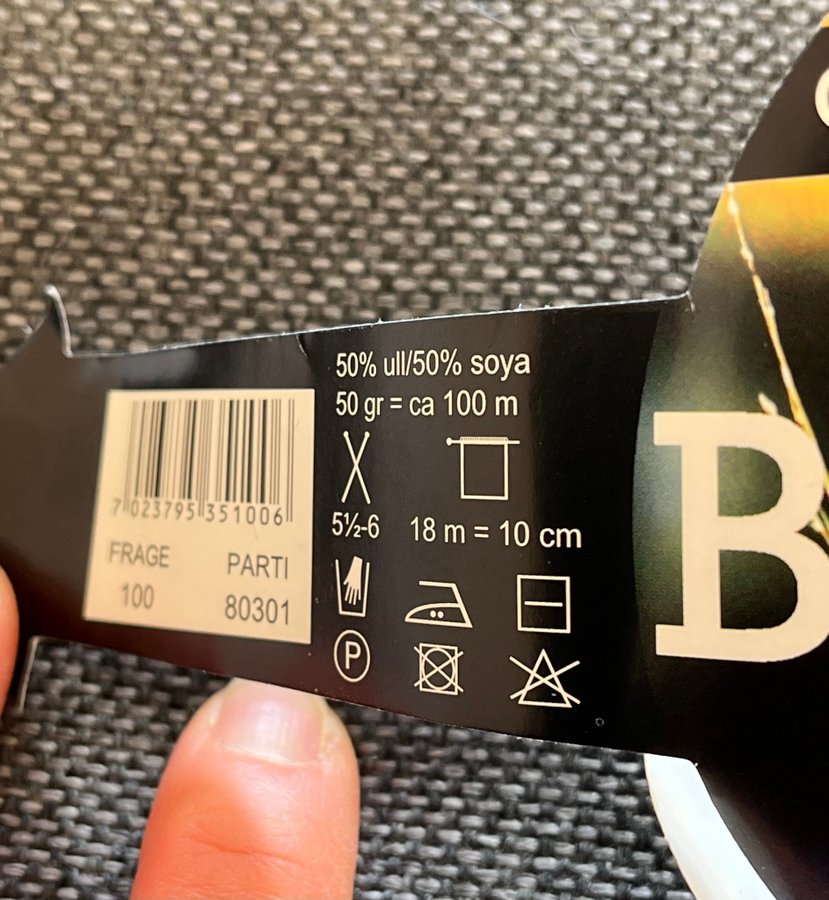 50% ull/50% soya
50 gr = ca 100 m
5½-6
18 m = 10 cm
P
7 023795 351006
FRAGE PARTI
100 80301
B